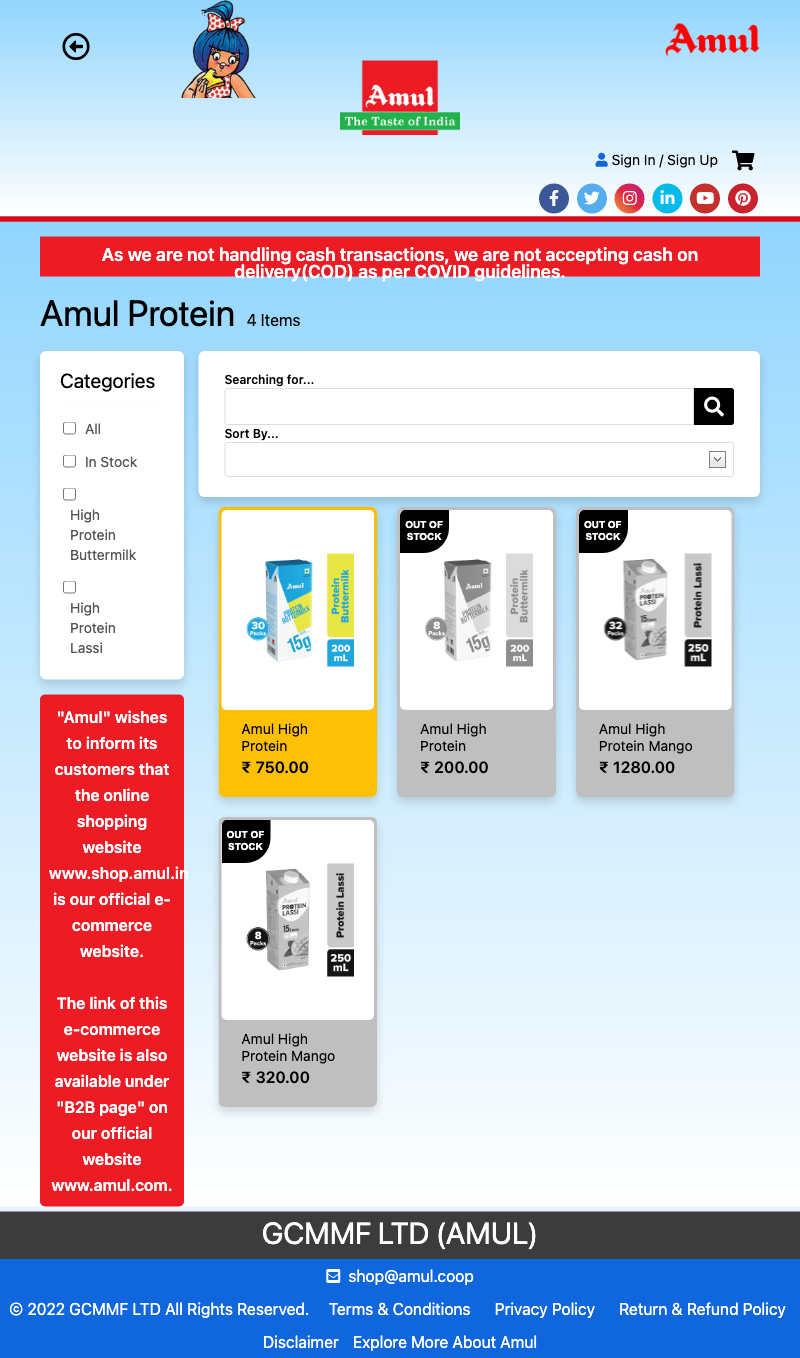 Amul
Amul
The Taste of India
Sign In / Sign Up
As we are not handling cash transactions, we are not accepting cash on
delivery(COD) as per COVID guidelines.
Amul Protein 4 Items
Categories
All
In Stock
High
Protein
Buttermilk
High
Protein
Lassi
"Amul" wishes
to inform its
customers that
the online
shopping
website
www.shop.amul.in
is our official e-
commerce
website.
The link of this
e-commerce
website is also
available under
"B2B page" on
our official
website
www.amul.com.
Searching for...
Sort By...
Amul
PROTEIN
BUTTERMILK
15g
30
Packs
Protein
Buttermilk
200
mL
Amul High
Protein
₹ 750.00
OUT OF
STOCK
Amul
PROTEIN
BUTTERMILK
15g
8
Packs
Protein
Buttermilk
200
mL
Amul High
Protein
₹ 200.00
OUT OF
STOCK
Amul
PROTEIN
LASSI
32
Packs
Protein Lassi
250
mL
Amul High
Protein Mango
₹ 1280.00
OUT OF
STOCK
Amul
PROTEIN
LASSI
8
Packs
Protein Lassi
250
mL
Amul High
Protein Mango
₹ 320.00
GCMMF LTD (AMUL)
shop@amul.coop
© 2022 GCMMF LTD All Rights Reserved. Terms & Conditions Privacy Policy Return & Refund Policy
Disclaimer Explore More About Amul